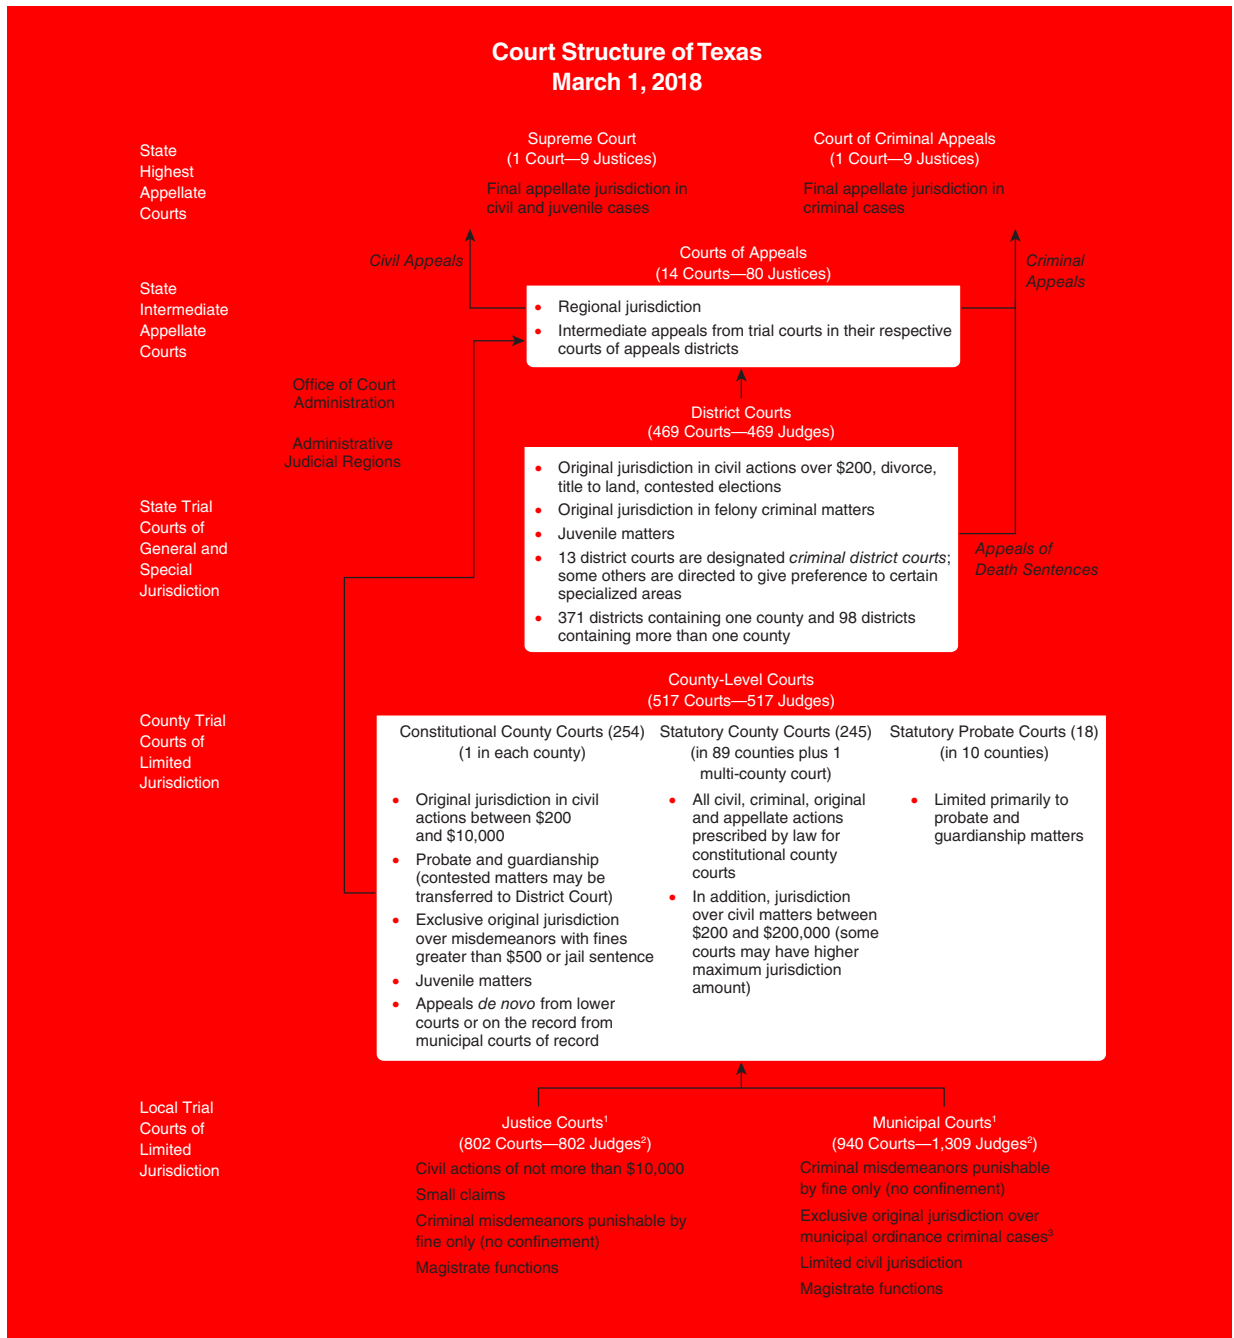 Court Structure of Texas
March 1, 2018
State
Highest
Appellate
Courts
Supreme Court
(1 Court—9 Justices)
Final appellate jurisdiction in
civil and juvenile cases
Court of Criminal Appeals
(1 Court—9 Justices)
Final appellate jurisdiction in
criminal cases
Civil Appeals
Criminal
Appeals
State
Intermediate
Appellate
Courts
Courts of Appeals
(14 Courts—80 Justices)
• Regional jurisdiction
• Intermediate appeals from trial courts in their respective
courts of appeals districts
Office of Court
Administration
Administrative
Judicial Regions
State Trial
Courts of
General and
Special
Jurisdiction
District Courts
(469 Courts—469 Judges)
• Original jurisdiction in civil actions over $200, divorce,
title to land, contested elections
• Original jurisdiction in felony criminal matters
• Juvenile matters
• 13 district courts are designated criminal district courts;
some others are directed to give preference to certain
specialized areas
• 371 districts containing one county and 98 districts
containing more than one county
Appeals of
Death Sentences
County Trial
Courts of
Limited
Jurisdiction
County-Level Courts
(517 Courts—517 Judges)
Constitutional County Courts (254)
(1 in each county)
• Original jurisdiction in civil
actions between $200
and $10,000
• Probate and guardianship
(contested matters may be
transferred to District Court)
• Exclusive original jurisdiction
over misdemeanors with fines
greater than $500 or jail sentence
• Juvenile matters
• Appeals de novo from lower
courts or on the record from
municipal courts of record
Statutory County Courts (245)
(in 89 counties plus 1
multi-county court)
• All civil, criminal, original
and appellate actions
prescribed by law for
constitutional county
courts
• In addition, jurisdiction
over civil matters between
$200 and $200,000 (some
courts may have higher
maximum jurisdiction
amount)
Statutory Probate Courts (18)
(in 10 counties)
• Limited primarily to
probate and
guardianship matters
Local Trial
Courts of
Limited
Jurisdiction
Justice Courts¹
(802 Courts—802 Judges²)
Civil actions of not more than $10,000
Small claims
Criminal misdemeanors punishable by
fine only (no confinement)
Magistrate functions
Municipal Courts¹
(940 Courts—1,309 Judges²)
Criminal misdemeanors punishable
by fine only (no confinement)
Exclusive original jurisdiction over
municipal ordinance criminal cases³
Limited civil jurisdiction
Magistrate functions